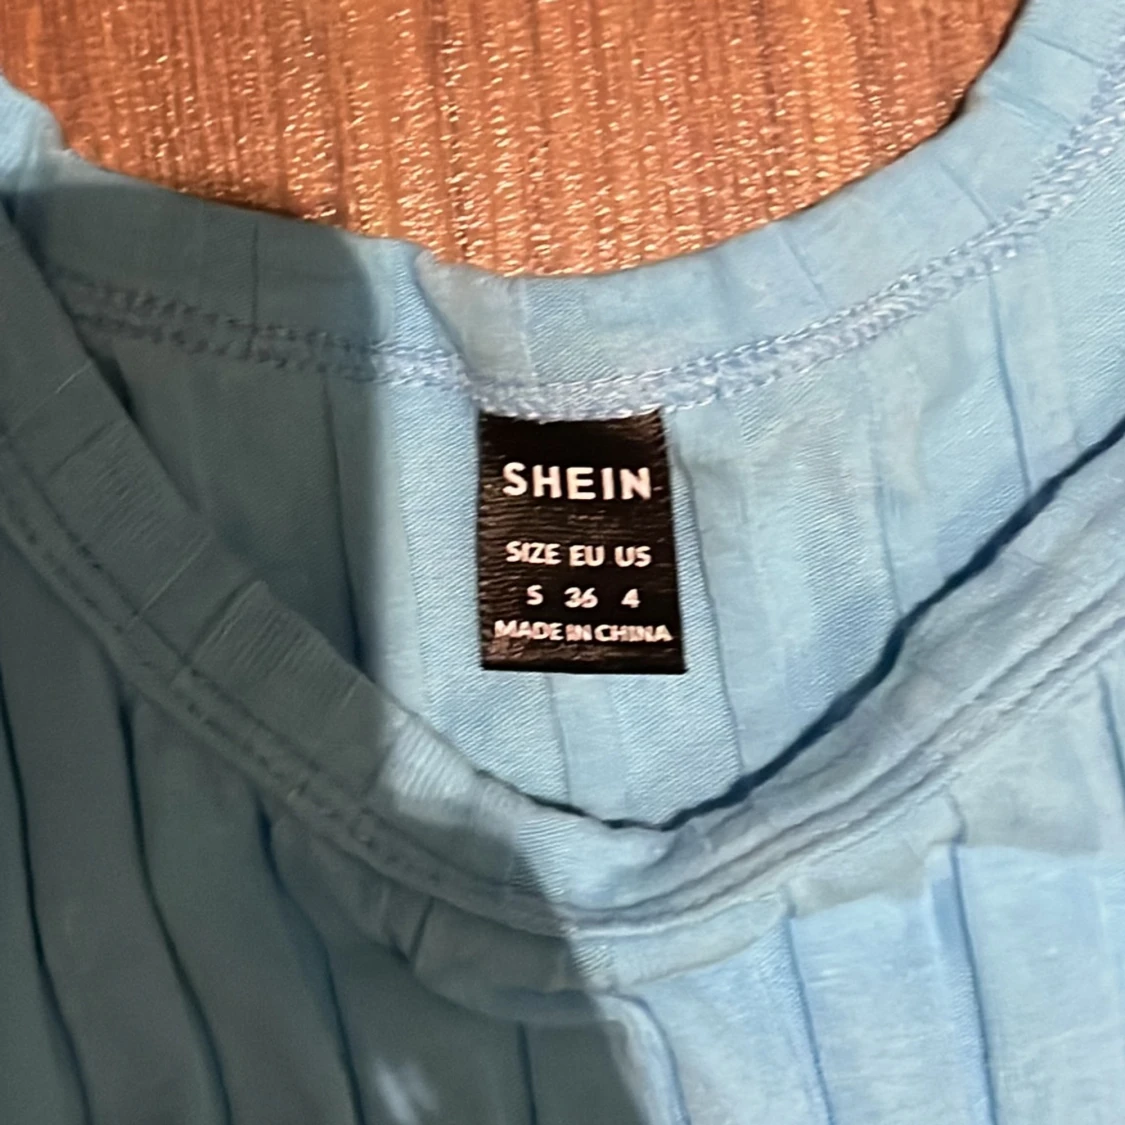 SHEIN
SIZE EU US
S 36 4
MADE IN CHINA